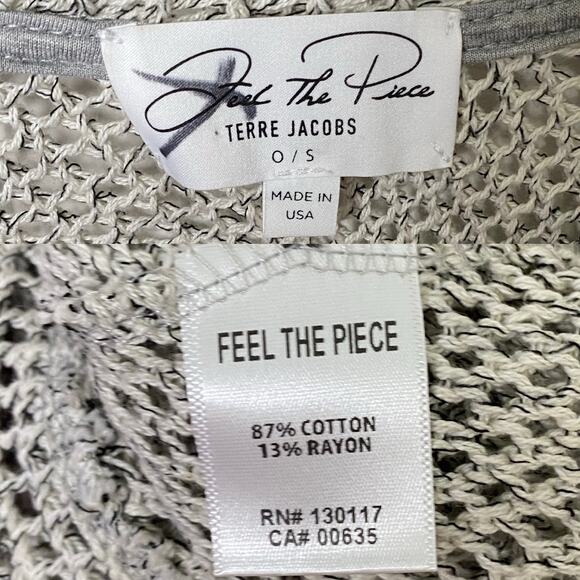 Feel The Piece
TERRE JACOBS
O / S
MADE IN
USA
FEEL THE PIECE
87% COTTON
13% RAYON
RN# 130117
CA# 00635